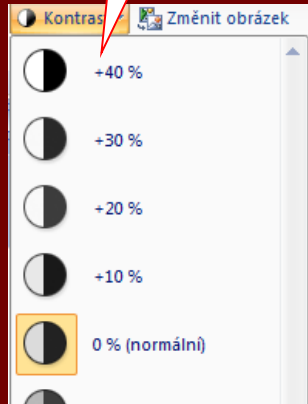 Kontrast Změnit obrázek
+40 %
+30 %
+20 %
+10 %
0 % (normální)